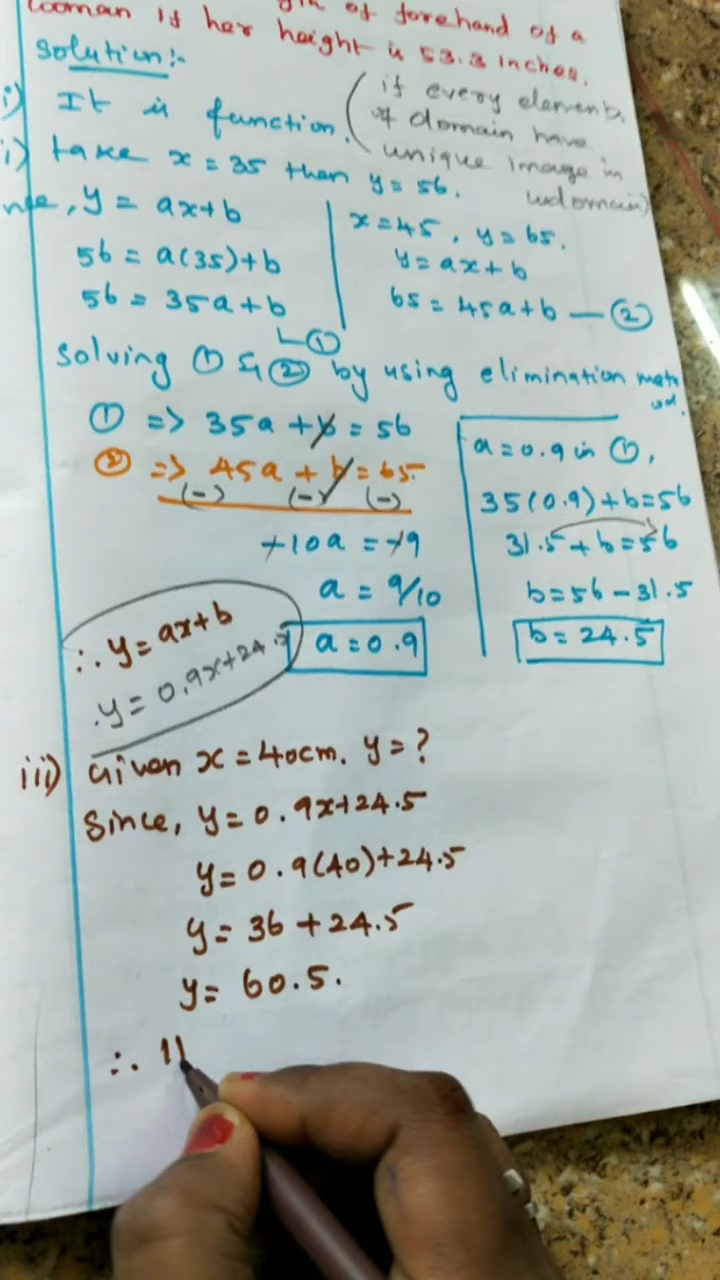 of forehand of a
woman if her height is 53.3 inches.
Solution:-
i) It is function. (if every elements
of domain have
unique image in
codomain)
i) take x = 35 then y = 56.
y = ax+b
56 = a(35)+b
56 = 35a + b
①
x=45, y=65.
y=ax+b
65 = 45a+b — ②
Solving ① & ② by using elimination
① => 35a + b = 56
② => 45a + b = 65
(-) (-) (-)
+10a = +9
a = 9/10
a = 0.9
∴ y = ax+b
y = 0.9x+24.5
a = 0.9 in ①,
35(0.9)+b=56
31.5+b=56
b=56-31.5
b=24.5
iii) Given x = 40cm. y = ?
Since, y = 0.9x+24.5
y = 0.9(40)+24.5
y = 36 + 24.5
y = 60.5.
∴